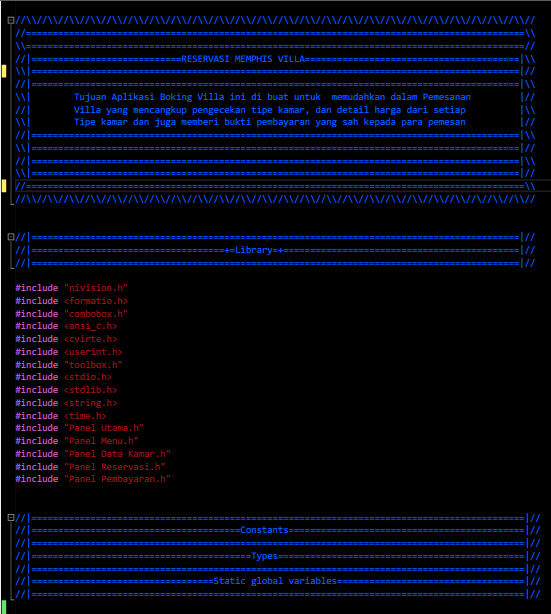 //\\//\\//\\//\\//\\//\\//\\//\\//\\//\\//\\//\\//\\//\\//\\//\\//\\//\\//\\//\\//\\//\\//\\//\\//
//============================================================================================\\
\\============================================================================================//
//|============================RESERVASI MEMPHIS VILLA========================================|\\
\\|==========================================================================================|//
//|==========================================================================================|\\
\\|        Tujuan Aplikasi Boking Villa ini di buat untuk  memudahkan dalam Pemesanan         |//
//|        Villa yang mencangkup pengecekan tipe kamar, dan detail harga dari setiap          |\\
\\|        Tipe kamar dan juga memberi bukti pembayaran yang sah kepada para pemesan          |//
//|==========================================================================================|\\
\\|==========================================================================================|//
//|==========================================================================================|\\
\\|==========================================================================================|//
//============================================================================================\\
//\\//\\//\\//\\//\\//\\//\\//\\//\\//\\//\\//\\//\\//\\//\\//\\//\\//\\//\\//\\//\\//\\//\\//\\//
//|==========================================================================================|//
//|====================================+=Library=+============================================|//
//|==========================================================================================|//
#include "nivision.h"
#include <formatio.h>
#include "combobox.h"
#include <ansi_c.h>
#include <cvirte.h>
#include <userint.h>
#include "toolbox.h"
#include <stdio.h>
#include <stdlib.h>
#include <string.h>
#include <time.h>
#include "Panel Utama.h"
#include "Panel Menu.h"
#include "Panel Data Kamar.h"
#include "Panel Reservasi.h"
#include "Panel Pembayaran.h"
//|===========================================================================================|//
//|=======================================Constants============================================|//
//|===========================================================================================|//
//|=========================================Types==============================================|//
//|===========================================================================================|//
//|==================================Static global variables===================================|//
//|===========================================================================================|//